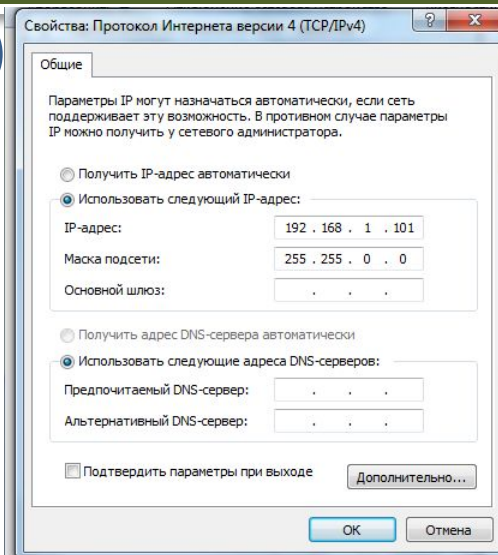 Свойства: Протокол Интернета версии 4 (TCP/IPv4)
Общие
Параметры IP могут назначаться автоматически, если сеть
поддерживает эту возможность. В противном случае параметры
IP можно получить у сетевого администратора.
Получить IP-адрес автоматически
Использовать следующий IP-адрес:
IP-адрес: 192 . 168 . 1 . 101
Маска подсети: 255 . 255 . 0 . 0
Основной шлюз: . . .
Получить адрес DNS-сервера автоматически
Использовать следующие адреса DNS-серверов:
Предпочитаемый DNS-сервер: . . .
Альтернативный DNS-сервер: . . .
Подтвердить параметры при выходе
Дополнительно...
OK Отмена